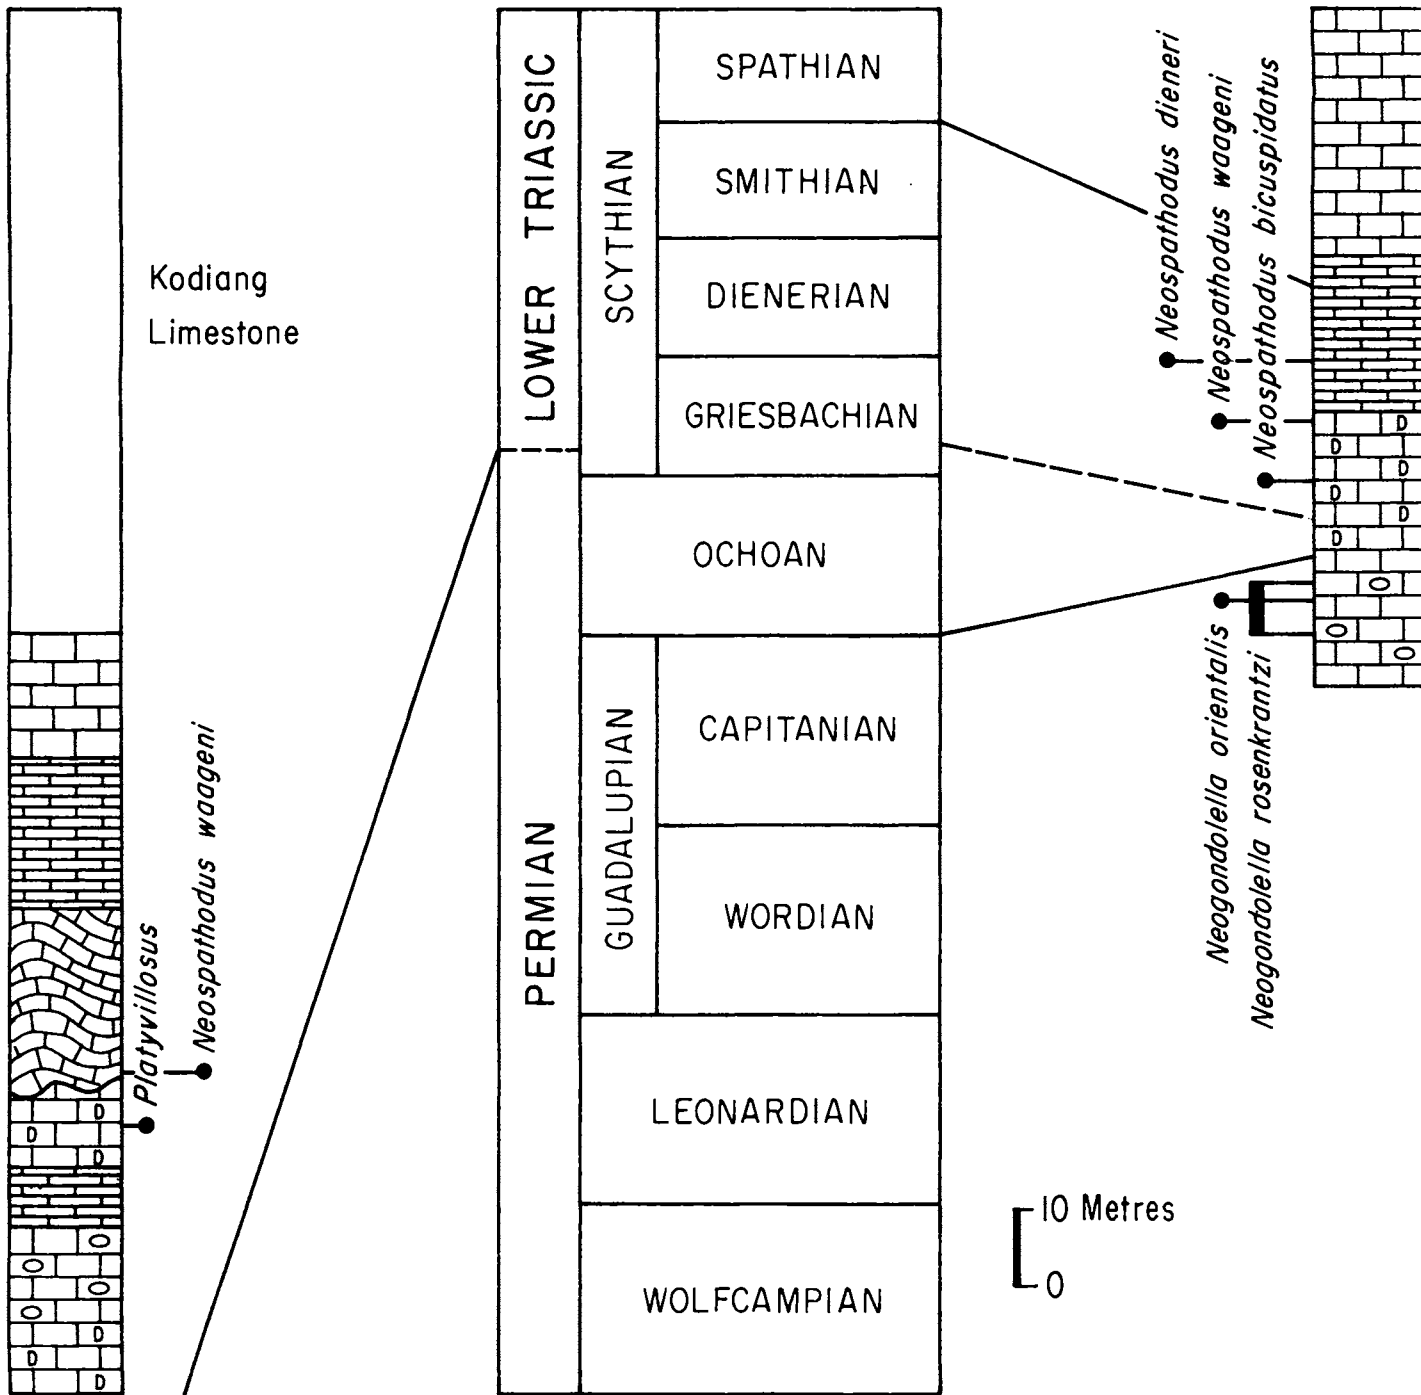 Kodiang
Limestone
Platyvillosus
Neospathodus waageni
LOWER TRIASSIC
PERMIAN
SCYTHIAN
GUADALUPIAN
SPATHIAN
SMITHIAN
DIENERIAN
GRIESBACHIAN
OCHOAN
CAPITANIAN
WORDIAN
LEONARDIAN
WOLFCAMPIAN
Neospathodus dieneri
Neospathodus waageni
Neospathodus bicuspidatus
Neogondolella orientalis
Neogondolella rosenkrantzi
10 Metres
0
D
D
D
O
O
O
O
D
D
D
D
D
D
D
D
D
O
O
O